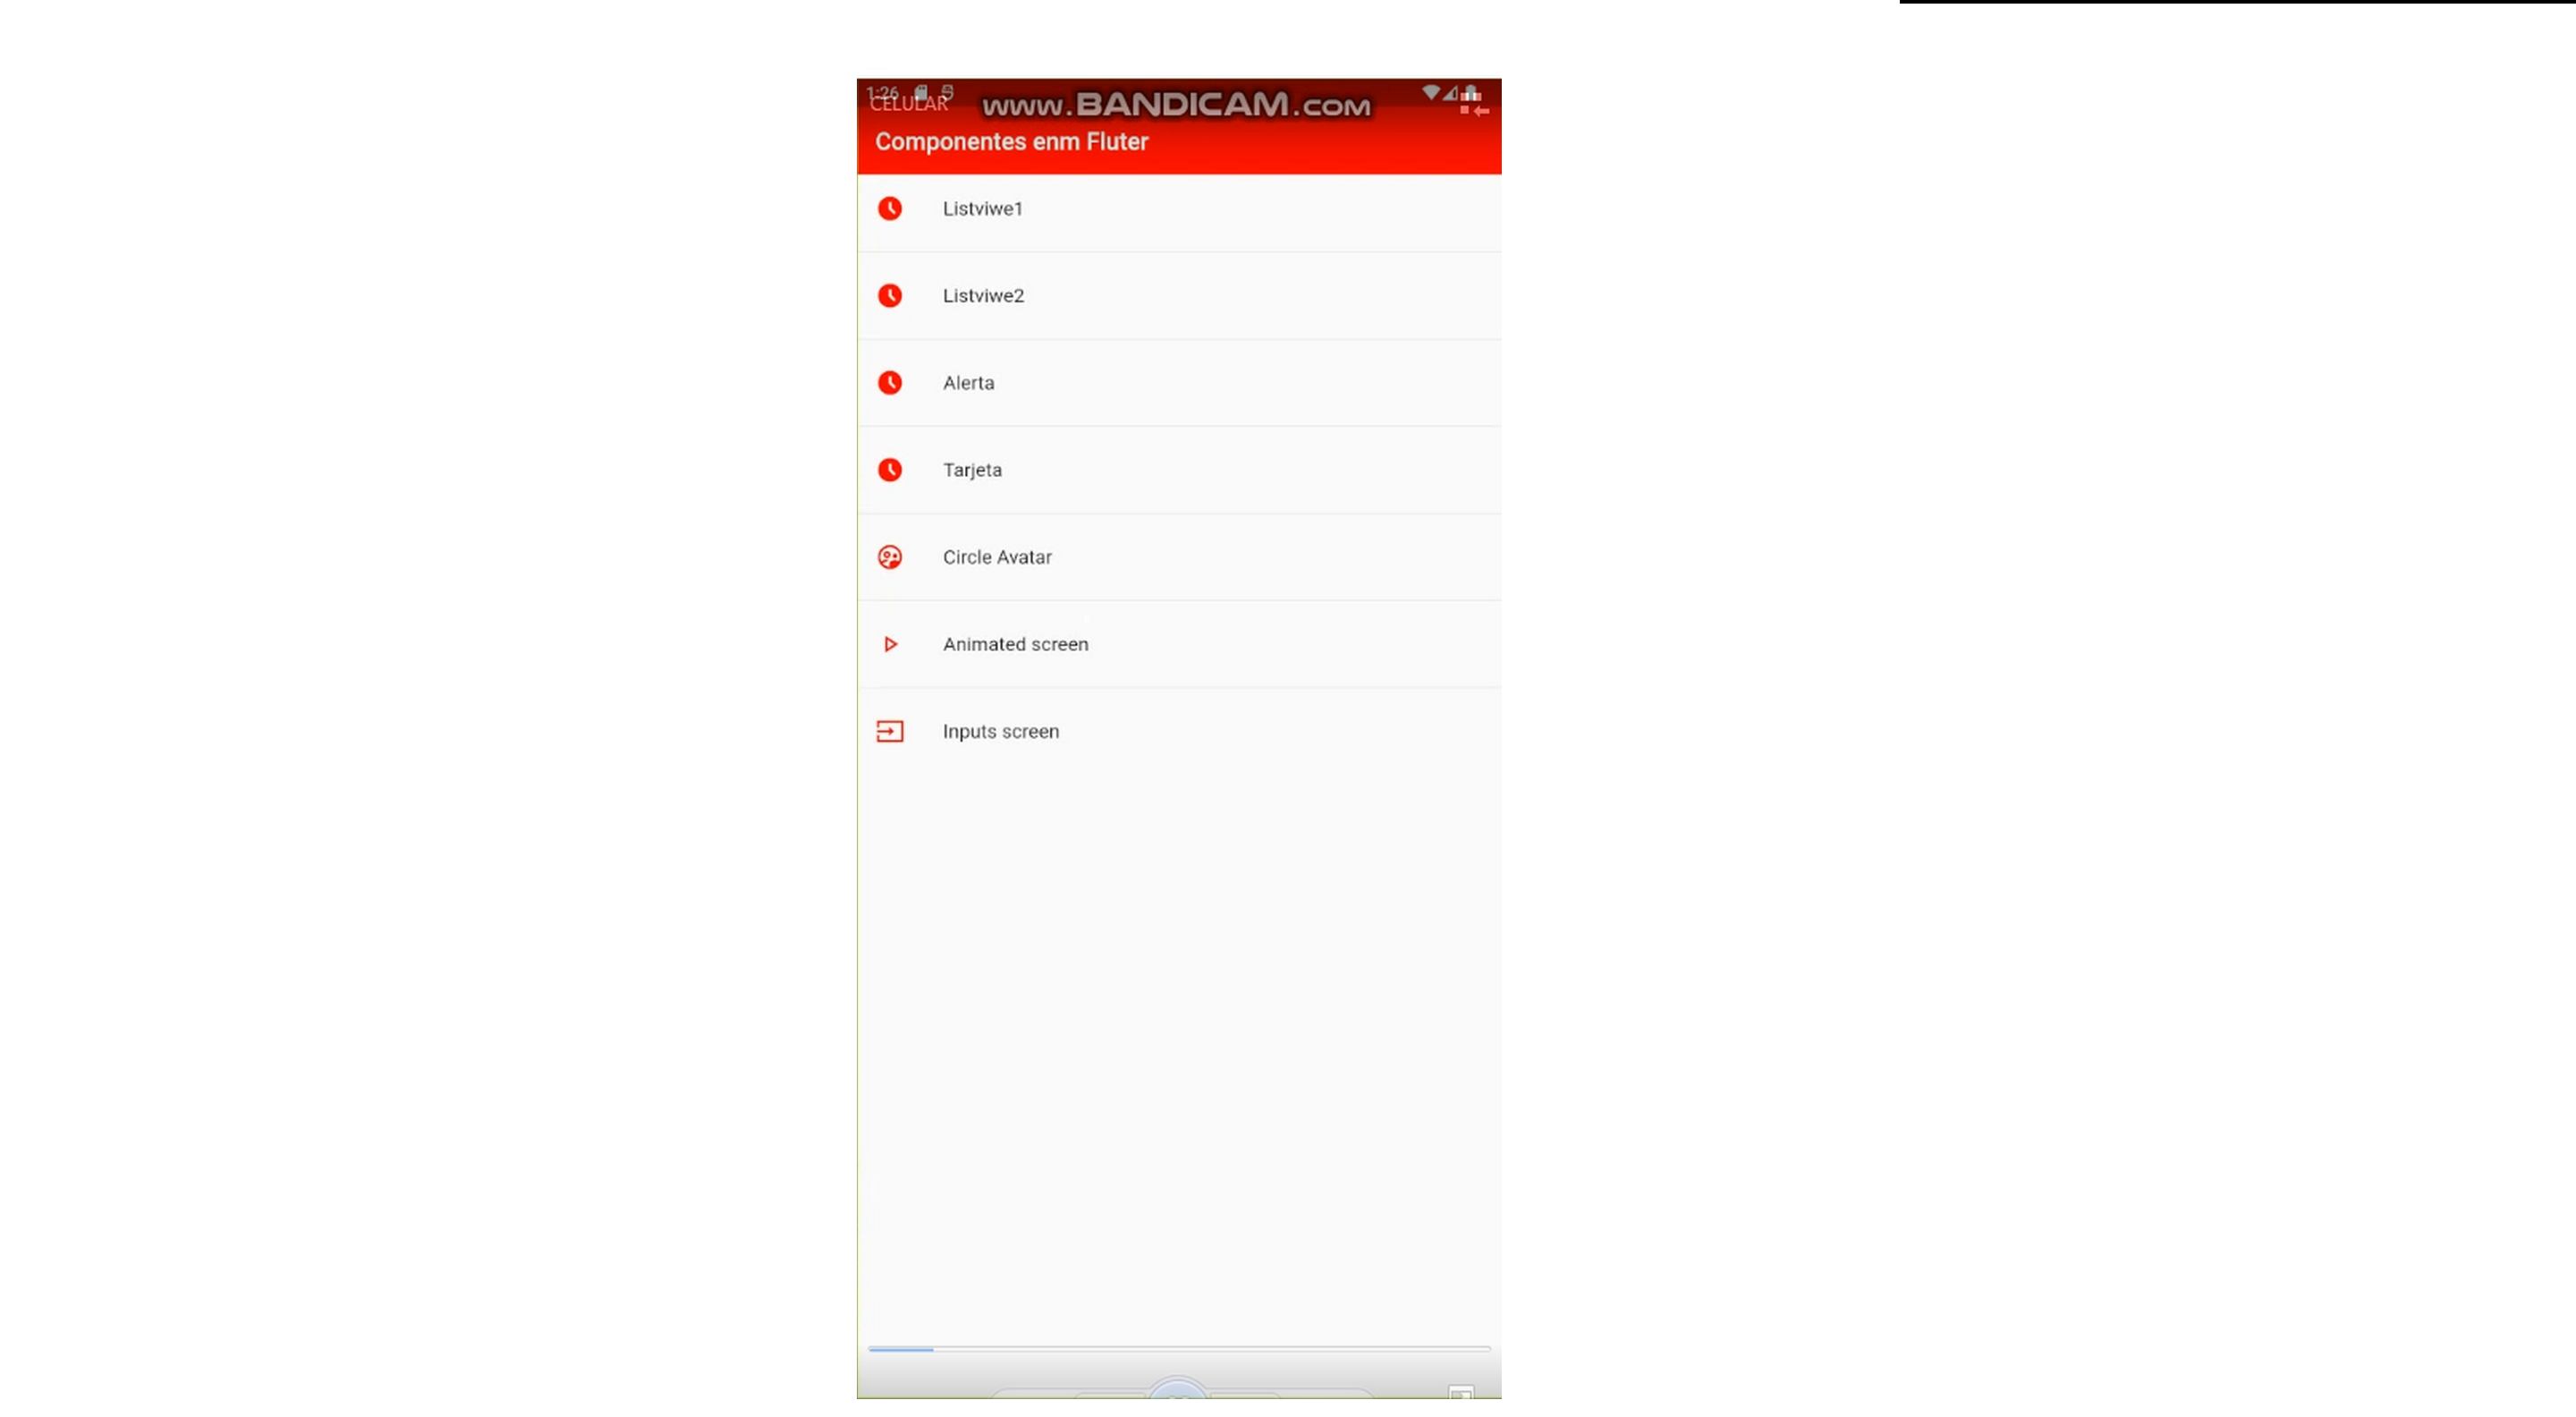 1:26
CELULAR
www.BANDICAM.com
Componentes enm Fluter
Listviwe1
Listviwe2
Alerta
Tarjeta
Circle Avatar
Animated screen
Inputs screen